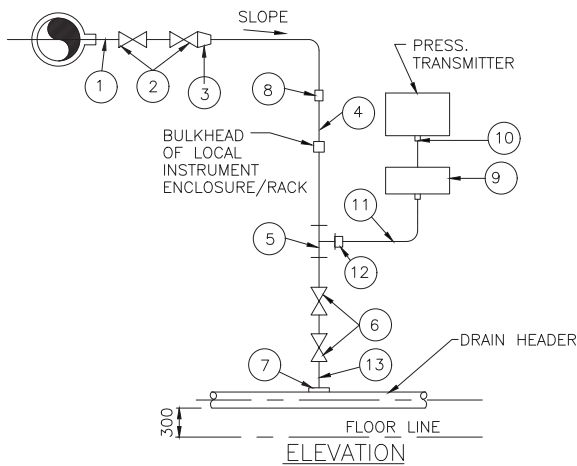 SLOPE
PRESS.
TRANSMITTER
1
2
3
8
4
10
BULKHEAD
OF LOCAL
INSTRUMENT
ENCLOSURE/RACK
9
11
5
12
6
7
13
DRAIN HEADER
300
FLOOR LINE
ELEVATION